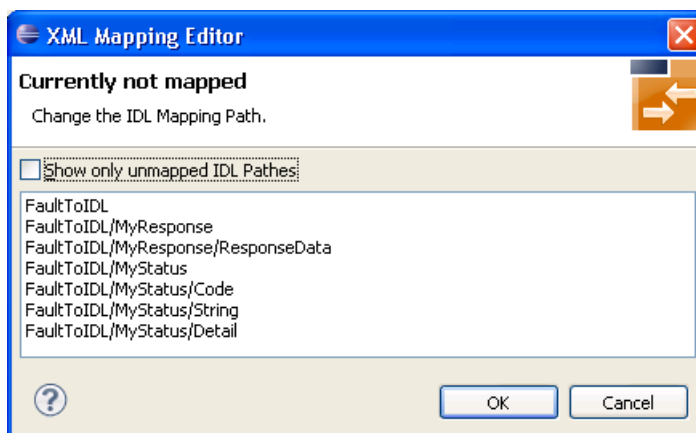 XML Mapping Editor
Currently not mapped
Change the IDL Mapping Path.
Show only unmapped IDL Pathes
FaultToIDL
FaultToIDL/MyResponse
FaultToIDL/MyResponse/ResponseData
FaultToIDL/MyStatus
FaultToIDL/MyStatus/Code
FaultToIDL/MyStatus/String
FaultToIDL/MyStatus/Detail
? OK Cancel